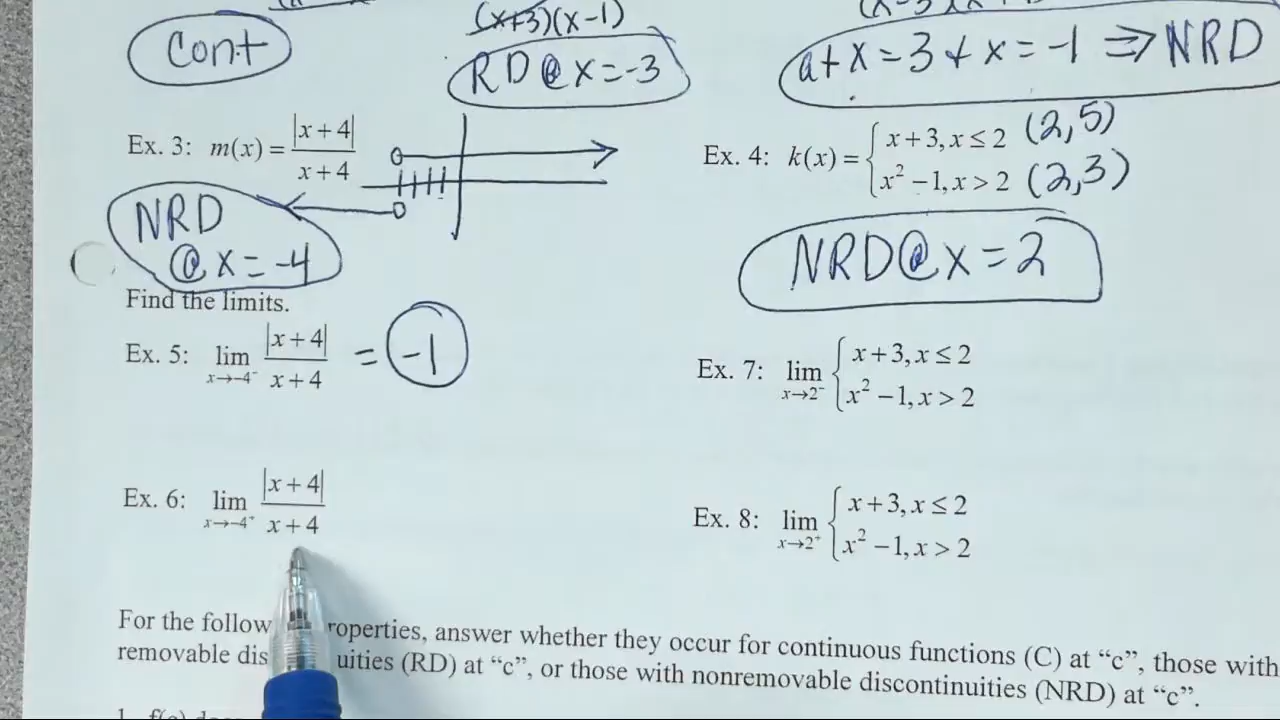 (x+3)(x-1)
Cont
RD@x=-3
at x=3 + x=-1 ⇒ NRD
Ex. 3: m(x) = |x+4| / x+4
Ex. 4: k(x) = { x+3, x ≤ 2 (2,5)
x² −1, x > 2 (2,3)
NRD
@ x=-4
NRD@x=2
Find the limits.
Ex. 5: lim x→−4⁻ |x+4| / x+4 = -1
Ex. 7: lim x→2⁻ { x+3, x ≤ 2
x² −1, x > 2
Ex. 6: lim x→−4⁺ |x+4| / x+4
Ex. 8: lim x→2⁺ { x+3, x ≤ 2
x² −1, x > 2
For the follow roperties, answer whether they occur for continuous functions (C) at “c”, those with
removable dis uities (RD) at “c”, or those with nonremovable discontinuities (NRD) at “c”.